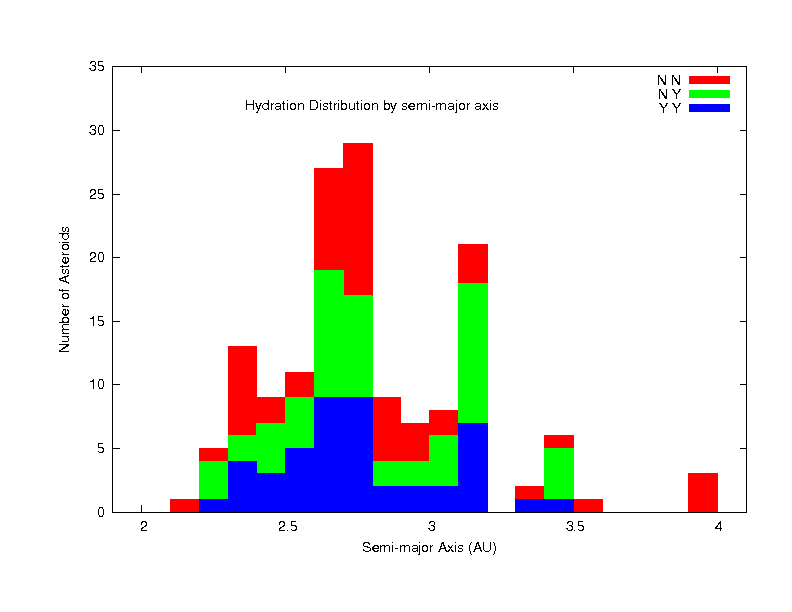 35
N N
N Y
Hydration Distribution by semi-major axis
Y Y
30
25
Number of Asteroids
20
15
10
5
0
2
2.5
3
3.5
4
Semi-major Axis (AU)